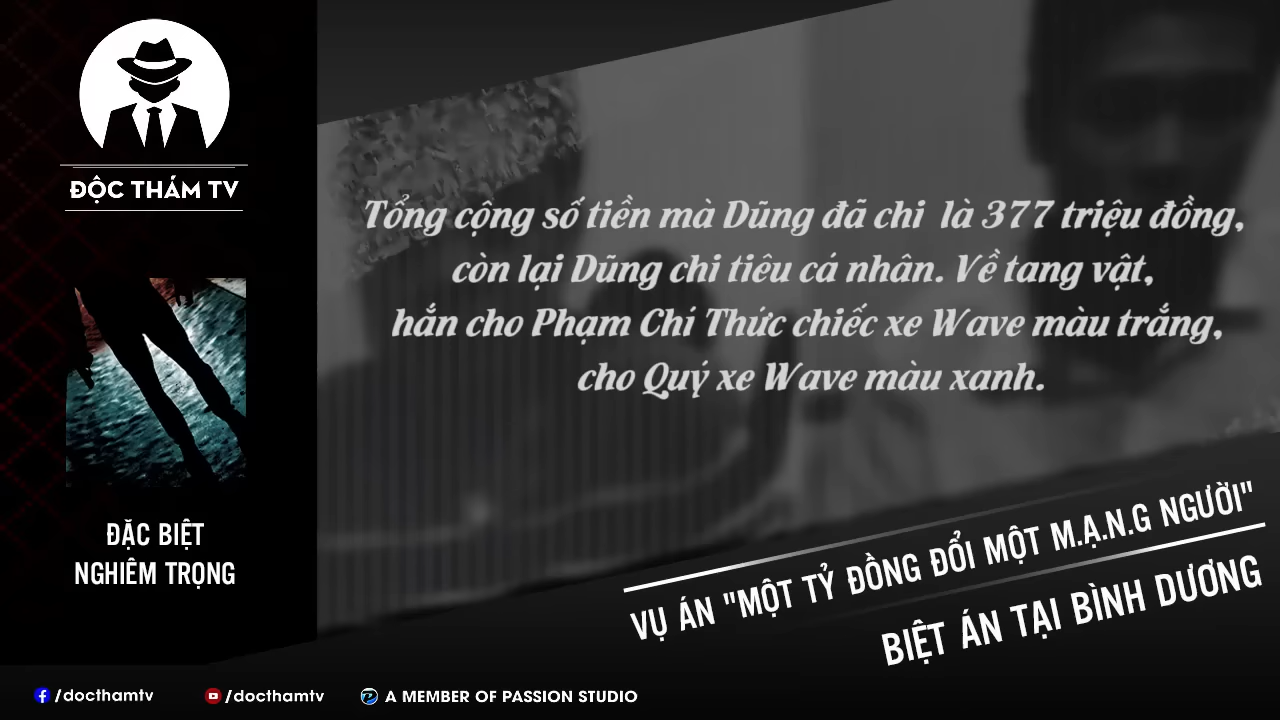 ĐỘC THÁM TV
ĐẶC BIỆT
NGHIÊM TRỌNG
Tổng cộng số tiền mà Dũng đã chi là 377 triệu đồng,
còn lại Dũng chi tiêu cá nhân. Về tang vật,
hắn cho Phạm Chí Thức chiếc xe Wave màu trắng,
cho Quý xe Wave màu xanh.
VỤ ÁN "MỘT TỶ ĐỒNG ĐỔI MỘT M.Ạ.N.G NGƯỜI"
BIỆT ÁN TẠI BÌNH DƯƠNG
/docthamtv
/docthamtv
A MEMBER OF PASSION STUDIO